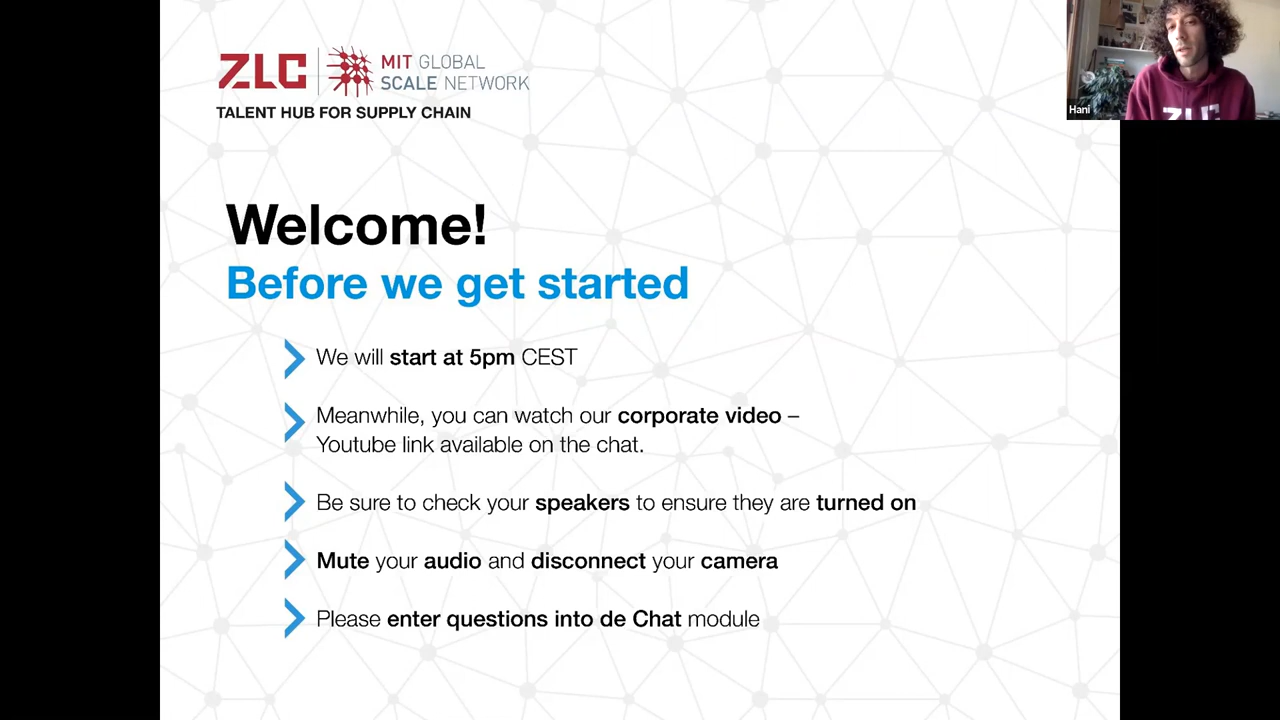 ZLC
MIT GLOBAL
SCALE NETWORK
TALENT HUB FOR SUPPLY CHAIN
Hani
ZLC
Welcome!
Before we get started
We will start at 5pm CEST
Meanwhile, you can watch our corporate video –
Youtube link available on the chat.
Be sure to check your speakers to ensure they are turned on
Mute your audio and disconnect your camera
Please enter questions into de Chat module